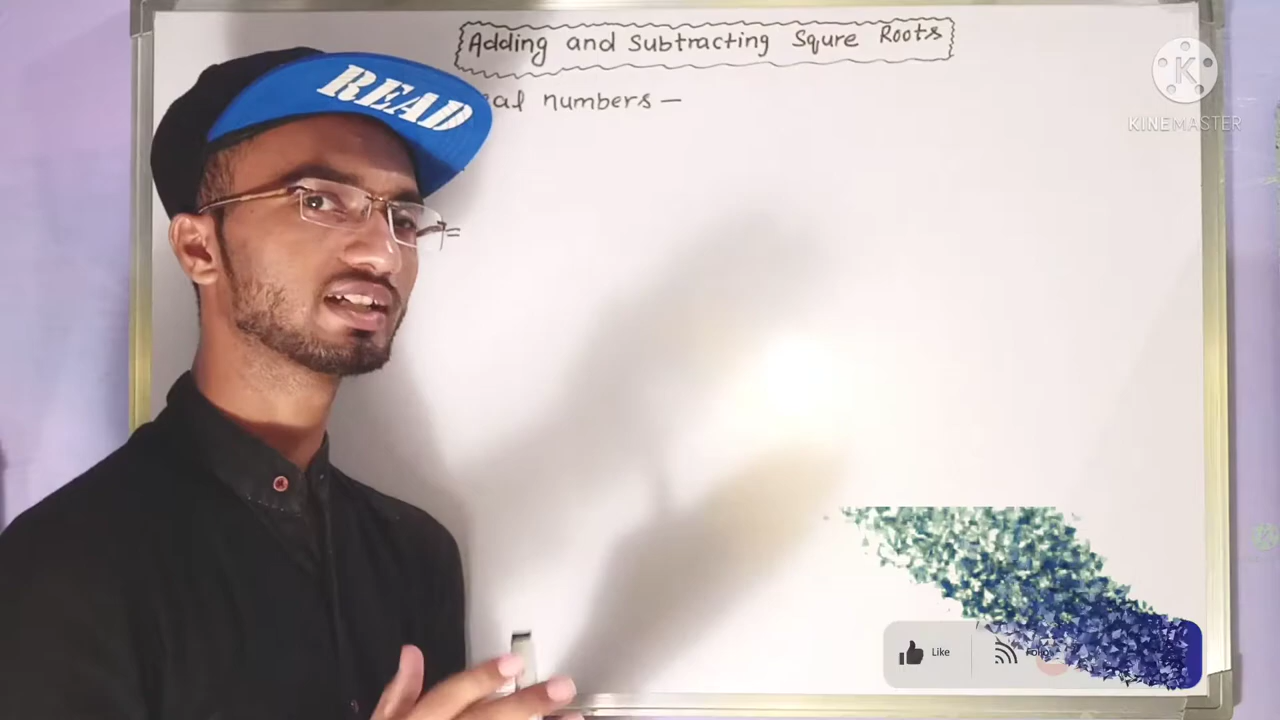 Adding and Subtracting Squre Roots
READ
numbers —
=
KINEMASTER
Like